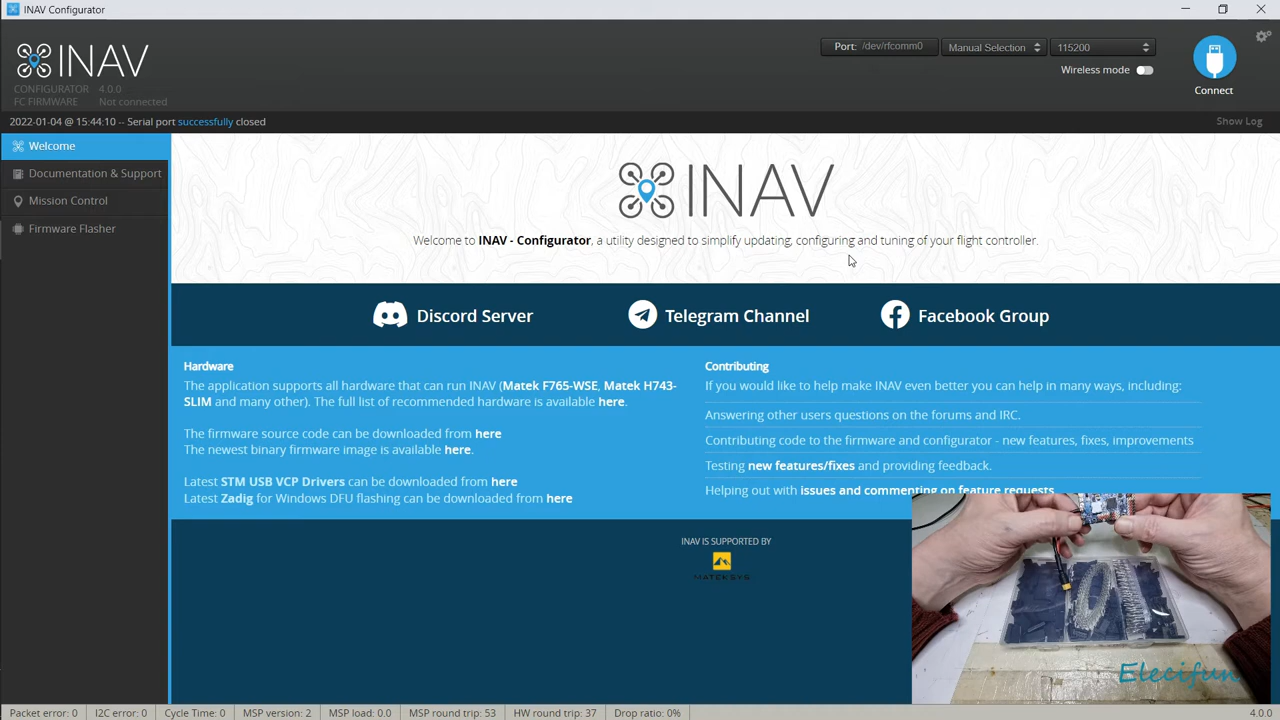 INAV Configurator
INAV
CONFIGURATOR 4.0.0
FC FIRMWARE Not connected
Port: /dev/rfcomm0
Manual Selection
115200
Wireless mode
Connect
2022-01-04 @ 15:44:10 -- Serial port successfully closed
Show Log
Welcome
Documentation & Support
Mission Control
Firmware Flasher
INAV
Welcome to INAV - Configurator, a utility designed to simplify updating, configuring and tuning of your flight controller.
Discord Server
Telegram Channel
Facebook Group
Hardware
The application supports all hardware that can run INAV (Matek F765-WSE, Matek H743-
SLIM and many other). The full list of recommended hardware is available here.
The firmware source code can be downloaded from here
The newest binary firmware image is available here.
Latest STM USB VCP Drivers can be downloaded from here
Latest Zadig for Windows DFU flashing can be downloaded from here
Contributing
If you would like to help make INAV even better you can help in many ways, including:
Answering other users questions on the forums and IRC.
Contributing code to the firmware and configurator - new features, fixes, improvements
Testing new features/fixes and providing feedback.
Helping out with issues and commenting on feature requests.
INAV IS SUPPORTED BY
MATEKSYS
Elecifun
Packet error: 0
I2C error: 0
Cycle Time: 0
MSP version: 2
MSP load: 0.0
MSP round trip: 53
HW round trip: 37
Drop ratio: 0%
4.0.0